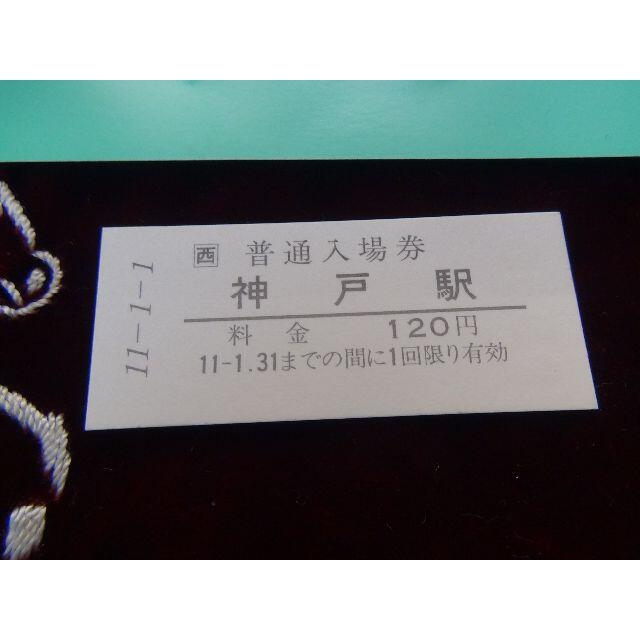 11-1-1
西 普通入場券
神戸駅
料金 120円
11-1.31までの間に1回限り有効